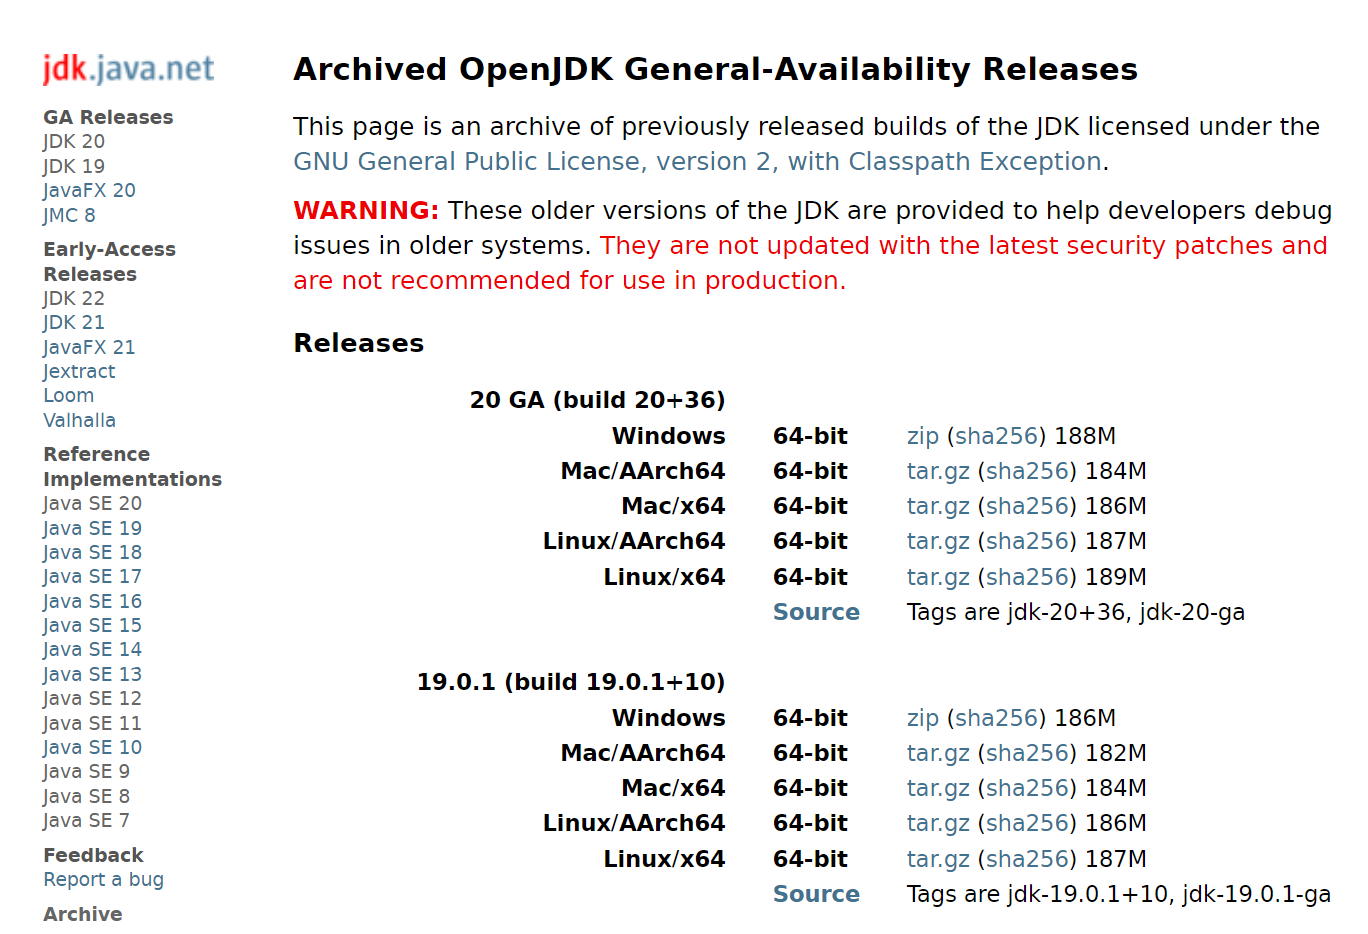 jdk.java.net
GA Releases
JDK 20
JDK 19
JavaFX 20
JMC 8
Early-Access
Releases
JDK 22
JDK 21
JavaFX 21
Jextract
Loom
Valhalla
Reference
Implementations
Java SE 20
Java SE 19
Java SE 18
Java SE 17
Java SE 16
Java SE 15
Java SE 14
Java SE 13
Java SE 12
Java SE 11
Java SE 10
Java SE 9
Java SE 8
Java SE 7
Feedback
Report a bug
Archive
Archived OpenJDK General-Availability Releases
This page is an archive of previously released builds of the JDK licensed under the
GNU General Public License, version 2, with Classpath Exception.
WARNING: These older versions of the JDK are provided to help developers debug
issues in older systems. They are not updated with the latest security patches and
are not recommended for use in production.
Releases
20 GA (build 20+36)
Windows 64-bit zip (sha256) 188M
Mac/AArch64 64-bit tar.gz (sha256) 184M
Mac/x64 64-bit tar.gz (sha256) 186M
Linux/AArch64 64-bit tar.gz (sha256) 187M
Linux/x64 64-bit tar.gz (sha256) 189M
Source Tags are jdk-20+36, jdk-20-ga
19.0.1 (build 19.0.1+10)
Windows 64-bit zip (sha256) 186M
Mac/AArch64 64-bit tar.gz (sha256) 182M
Mac/x64 64-bit tar.gz (sha256) 184M
Linux/AArch64 64-bit tar.gz (sha256) 186M
Linux/x64 64-bit tar.gz (sha256) 187M
Source Tags are jdk-19.0.1+10, jdk-19.0.1-ga